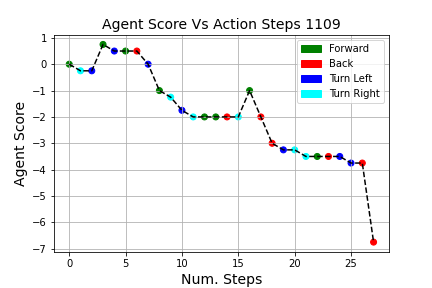 Agent Score Vs Action Steps 1109
Forward
Back
Turn Left
Turn Right
Agent Score
1
0
−1
−2
−3
−4
−5
−6
−7
0 5 10 15 20 25
Num. Steps